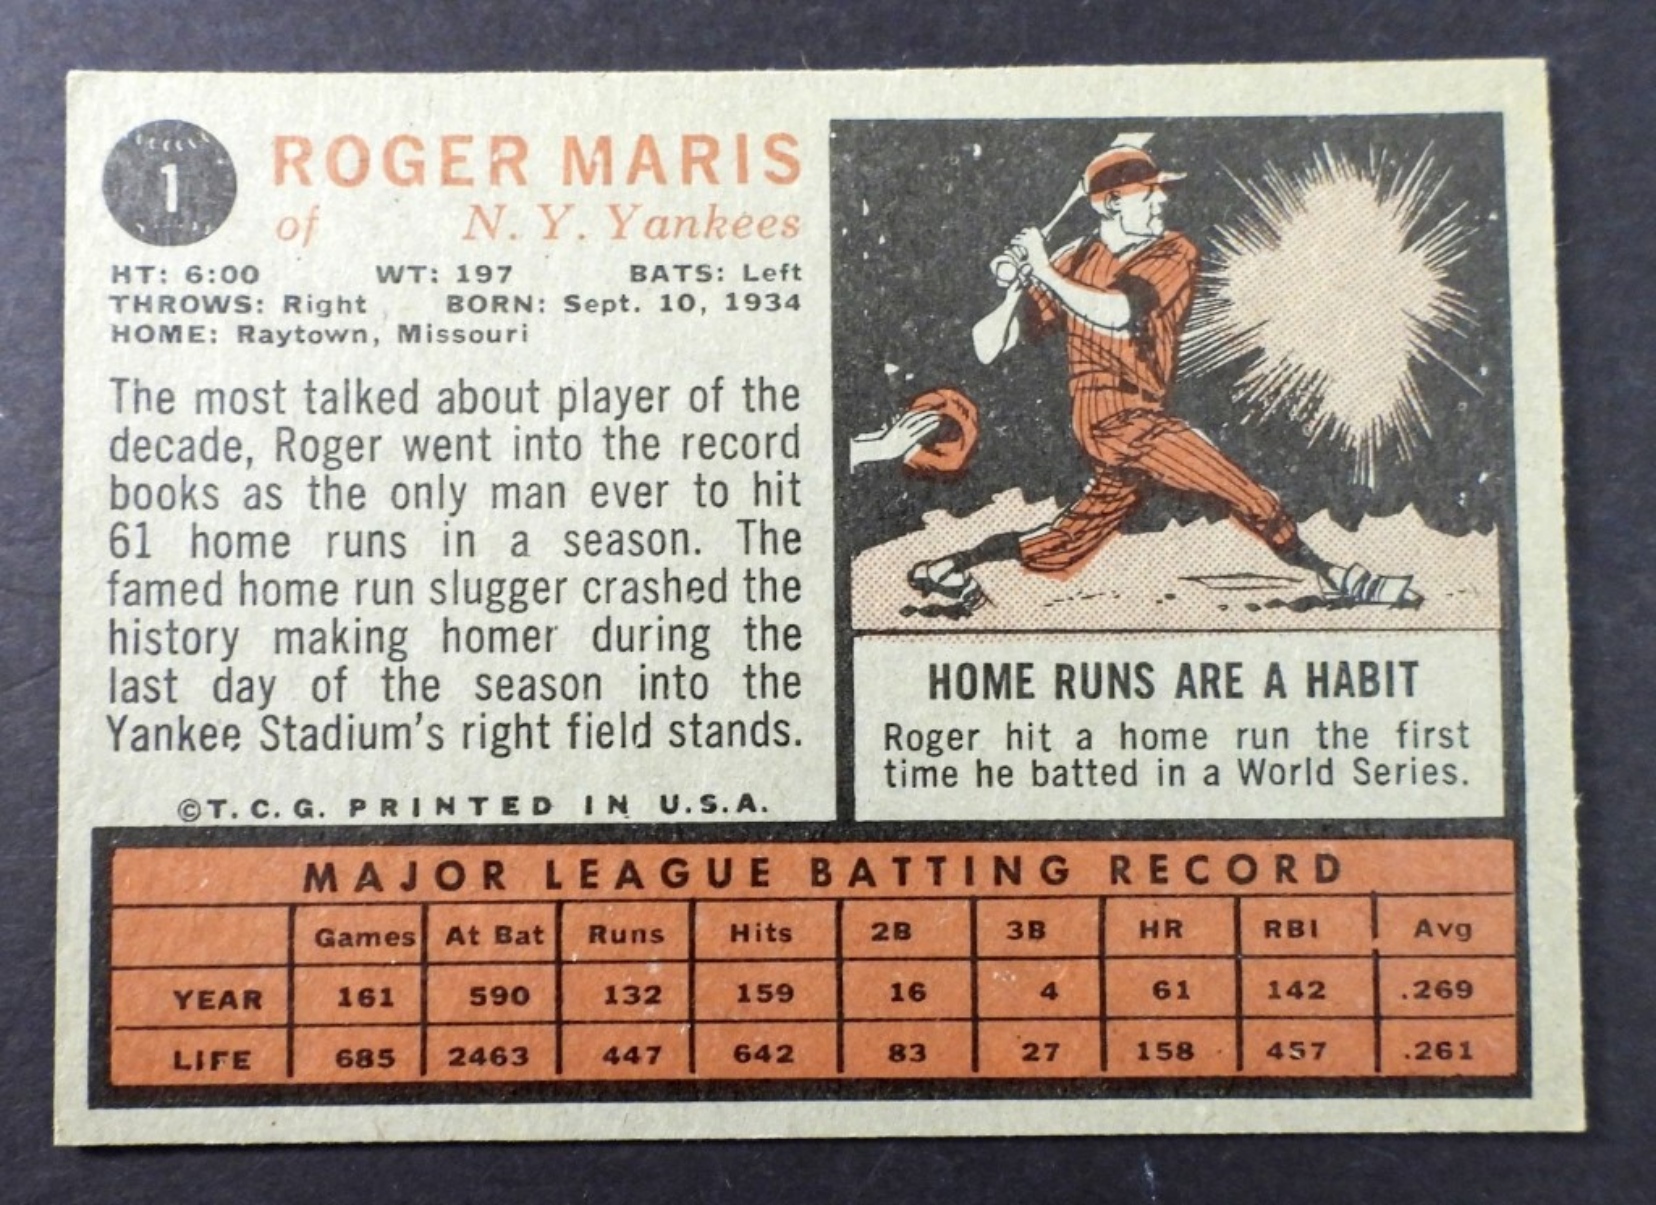 1
ROGER MARIS
of N. Y. Yankees
HT: 6:00 WT: 197 BATS: Left
THROWS: Right BORN: Sept. 10, 1934
HOME: Raytown, Missouri
The most talked about player of the
decade, Roger went into the record
books as the only man ever to hit
61 home runs in a season. The
famed home run slugger crashed the
history making homer during the
last day of the season into the
Yankee Stadium's right field stands.
©T. C. G. PRINTED IN U.S.A.
HOME RUNS ARE A HABIT
Roger hit a home run the first
time he batted in a World Series.
MAJOR LEAGUE BATTING RECORD
Games At Bat Runs Hits 2B 3B HR RBI Avg
YEAR 161 590 132 159 16 4 61 142 .269
LIFE 685 2463 447 642 83 27 158 457 .261